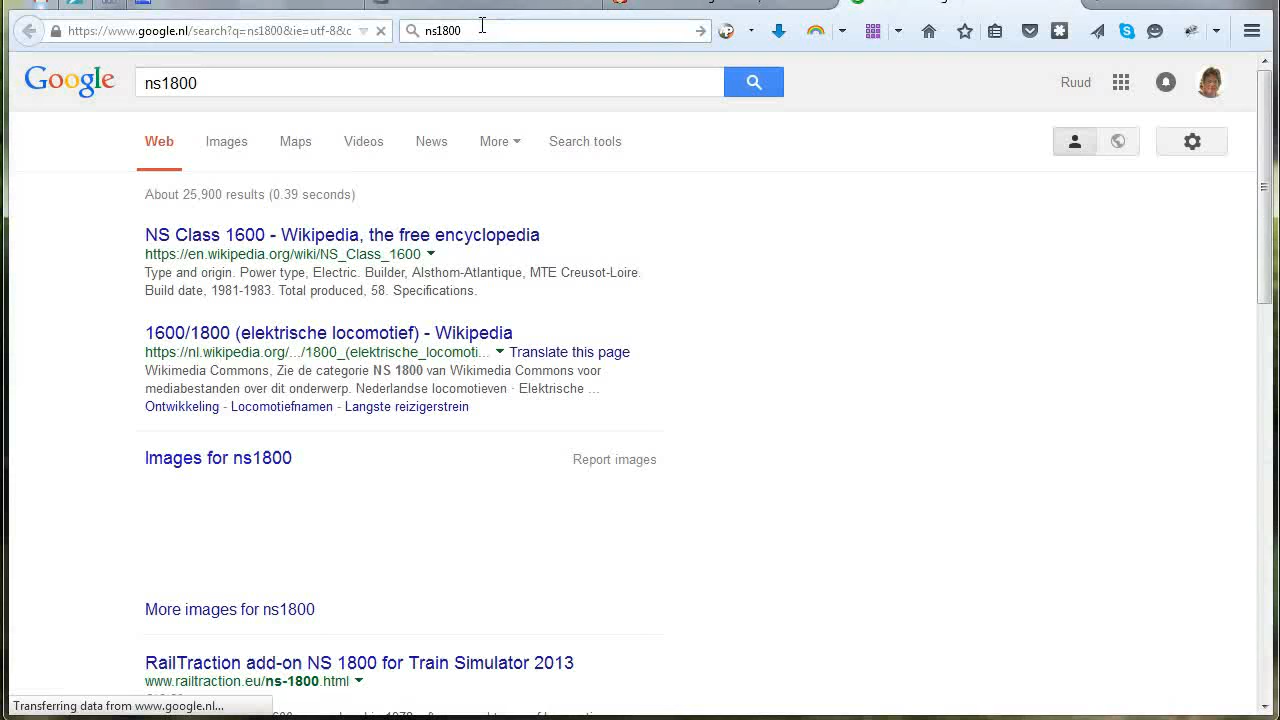 https://www.google.nl/search?q=ns1800&ie=utf-8&c
ns1800
Google
ns1800
Ruud
Web Images Maps Videos News More Search tools
About 25,900 results (0.39 seconds)
NS Class 1600 - Wikipedia, the free encyclopedia
https://en.wikipedia.org/wiki/NS_Class_1600
Type and origin. Power type, Electric. Builder, Alsthom-Atlantique, MTE Creusot-Loire.
Build date, 1981-1983. Total produced, 58. Specifications.
1600/1800 (elektrische locomotief) - Wikipedia
https://nl.wikipedia.org/.../1800_(elektrische_locomoti... Translate this page
Wikimedia Commons, Zie de categorie NS 1800 van Wikimedia Commons voor
mediabestanden over dit onderwerp. Nederlandse locomotieven · Elektrische ...
Ontwikkeling - Locomotiefnamen - Langste reizigerstrein
Images for ns1800
Report images
More images for ns1800
RailTraction add-on NS 1800 for Train Simulator 2013
www.railtraction.eu/ns-1800.html
Transferring data from www.google.nl...